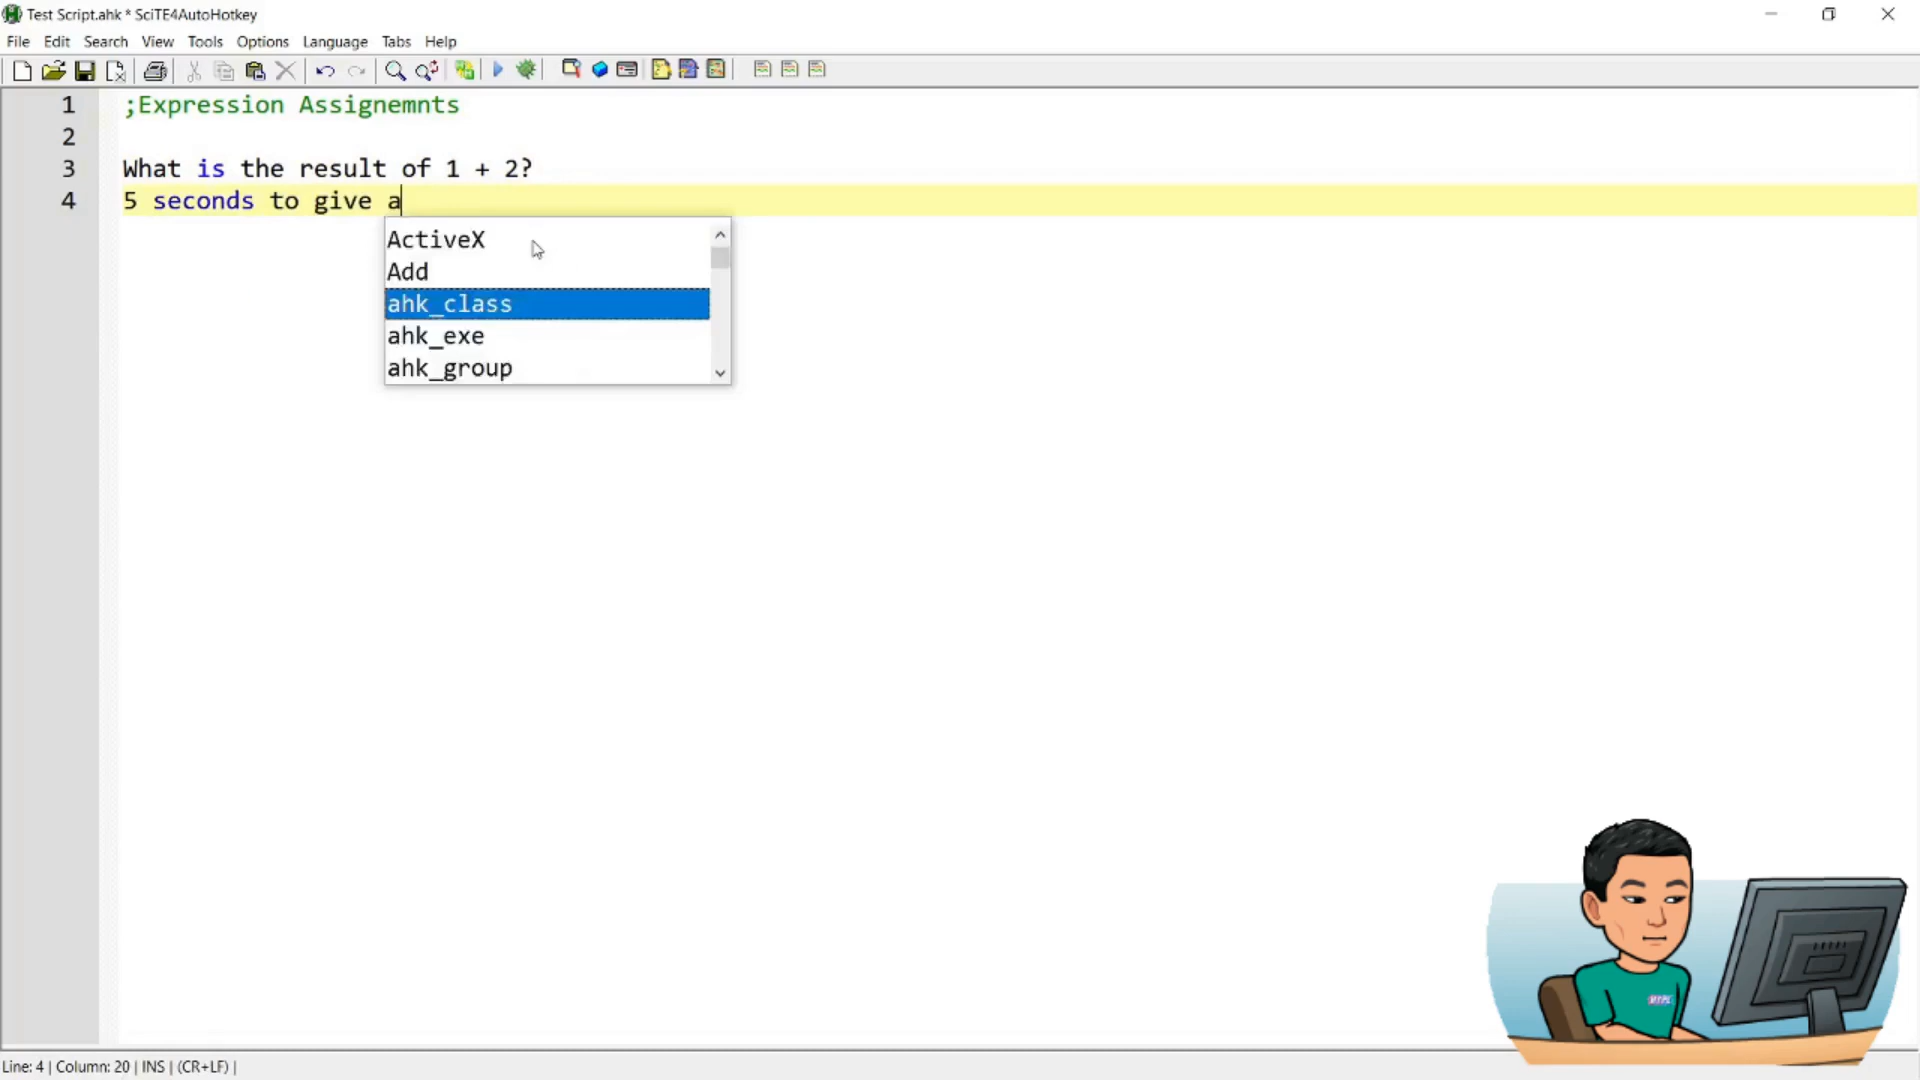 Test Script.ahk * SciTE4AutoHotkey
File Edit Search View Tools Options Language Tabs Help
1 ;Expression Assignemnts
2
3 What is the result of 1 + 2?
4 5 seconds to give a
ActiveX
Add
ahk_class
ahk_exe
ahk_group
Line: 4 | Column: 20 | INS | (CR+LF) |